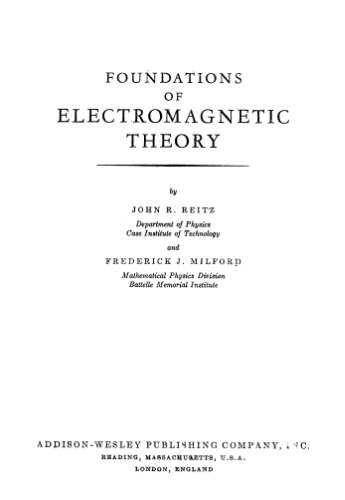 FOUNDATIONS
OF
ELECTROMAGNETIC
THEORY
by
JOHN R. REITZ
Department of Physics
Case Institute of Technology
and
FREDERICK J. MILFORD
Mathematical Physics Division
Battelle Memorial Institute
ADDISON-WESLEY PUBLISHING COMPANY, INC.
READING, MASSACHUSETTS, U.S.A.
LONDON, ENGLAND